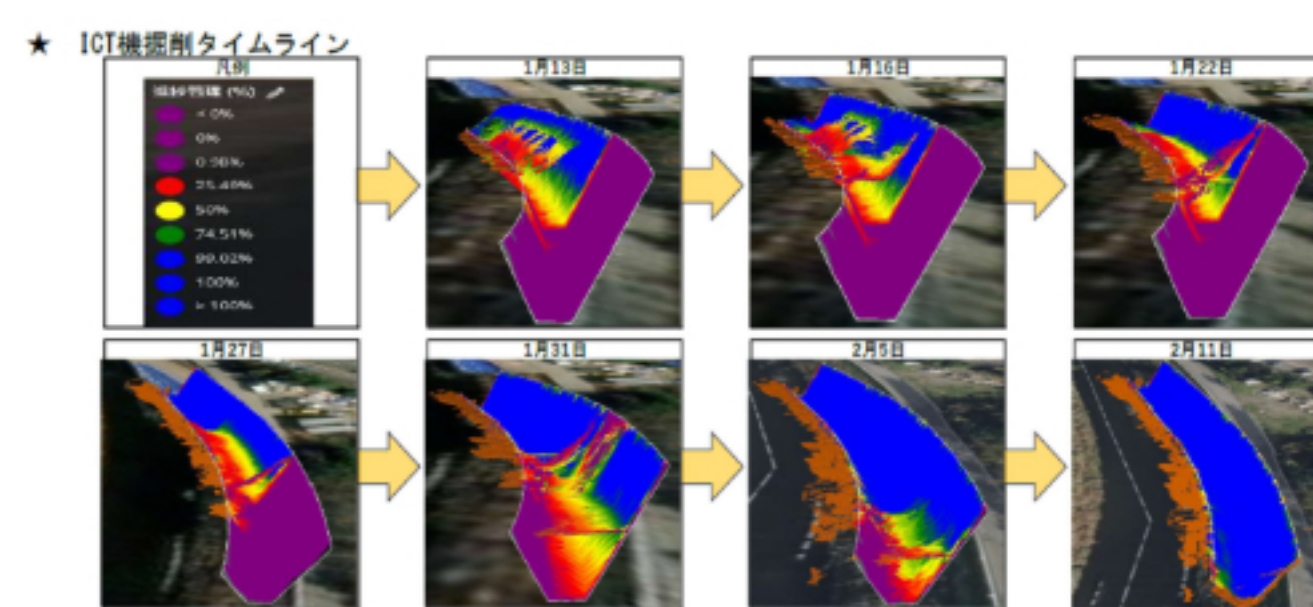 ★ ICT機掘削タイムライン
凡例
1月13日
1月16日
1月22日
(%)
< 0%
0%
0.98%
25.49%
50%
74.51%
99.02%
100%
> 100%
1月27日
1月31日
2月5日
2月11日